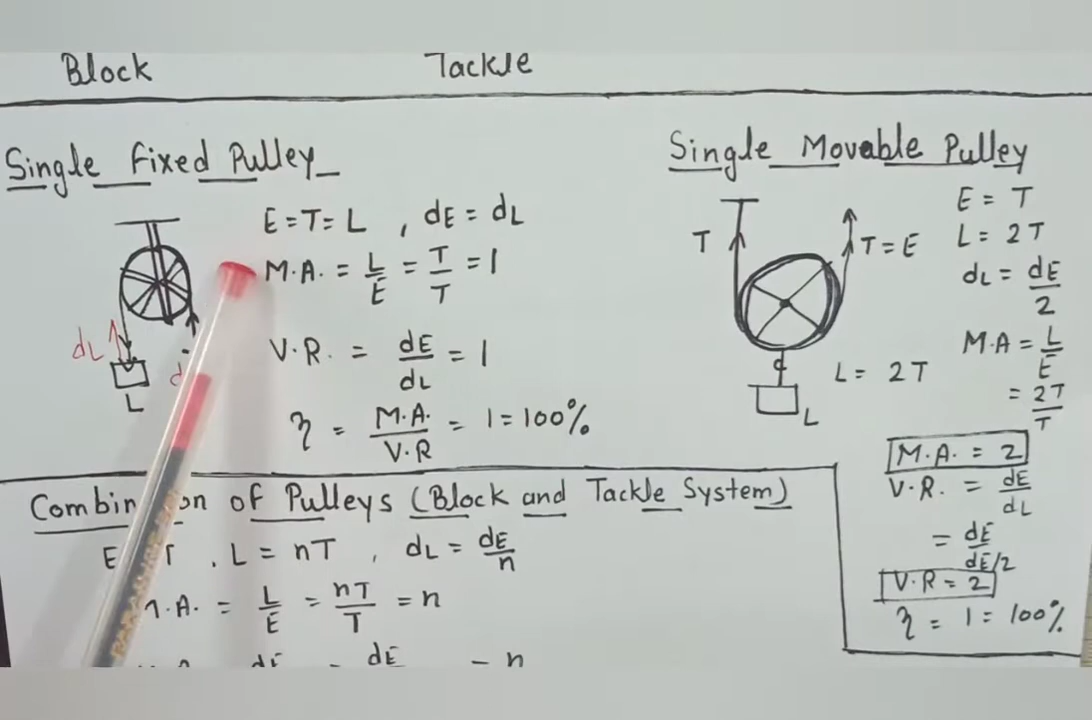 Block Tackle
Single Fixed Pulley
E = T = L , dE = dL
M.A. = L/E = T/T = 1
dL
V.R. = dE/dL = 1
L
η = M.A./V.R = 1 = 100%
Single Movable Pulley
E = T
T
T = E
L = 2T
dL = dE/2
M.A = L/E
L = 2T
= 2T/T
L
M.A. = 2
V.R. = dE/dL
= dE/dE/2
V.R = 2
η = 1 = 100%
of Pulleys (Block and Tackle System)
E T , L = nT , dL = dE/n
.A. = L/E = nT/T = n
dE dE = n